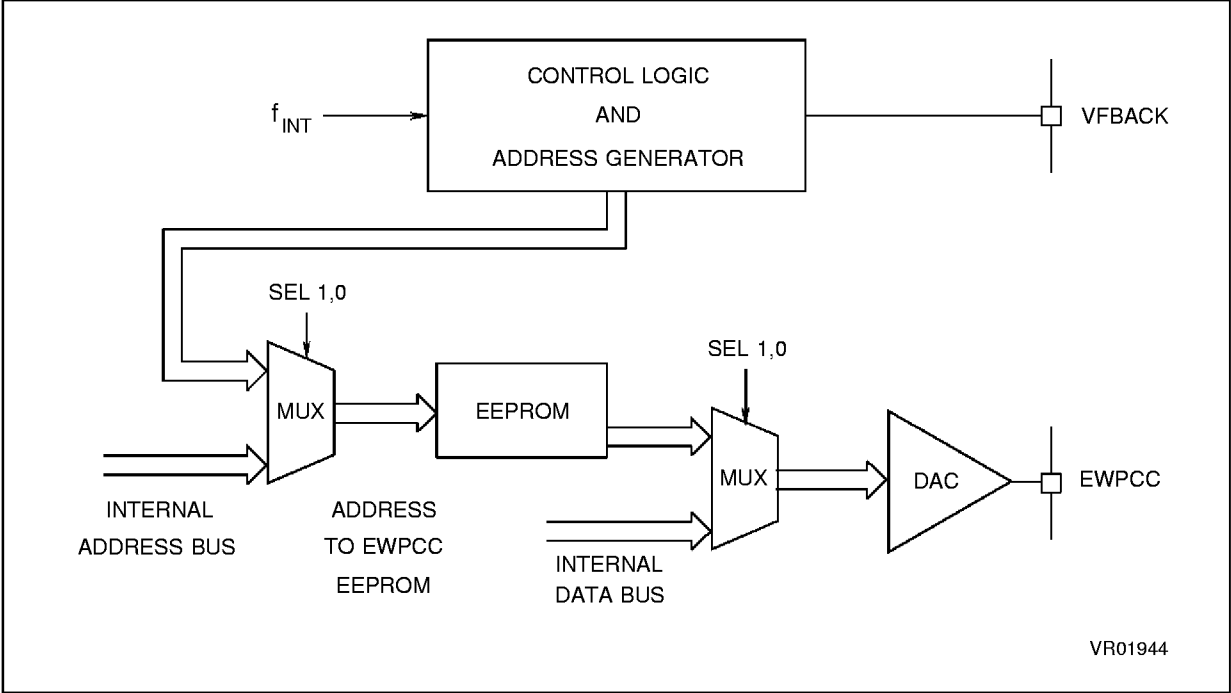 CONTROL LOGIC
AND
ADDRESS GENERATOR
fINT
VFBACK
SEL 1,0
MUX
EEPROM
SEL 1,0
MUX
DAC
EWPCC
INTERNAL
ADDRESS BUS
ADDRESS
TO EWPCC
EEPROM
INTERNAL
DATA BUS
VR01944